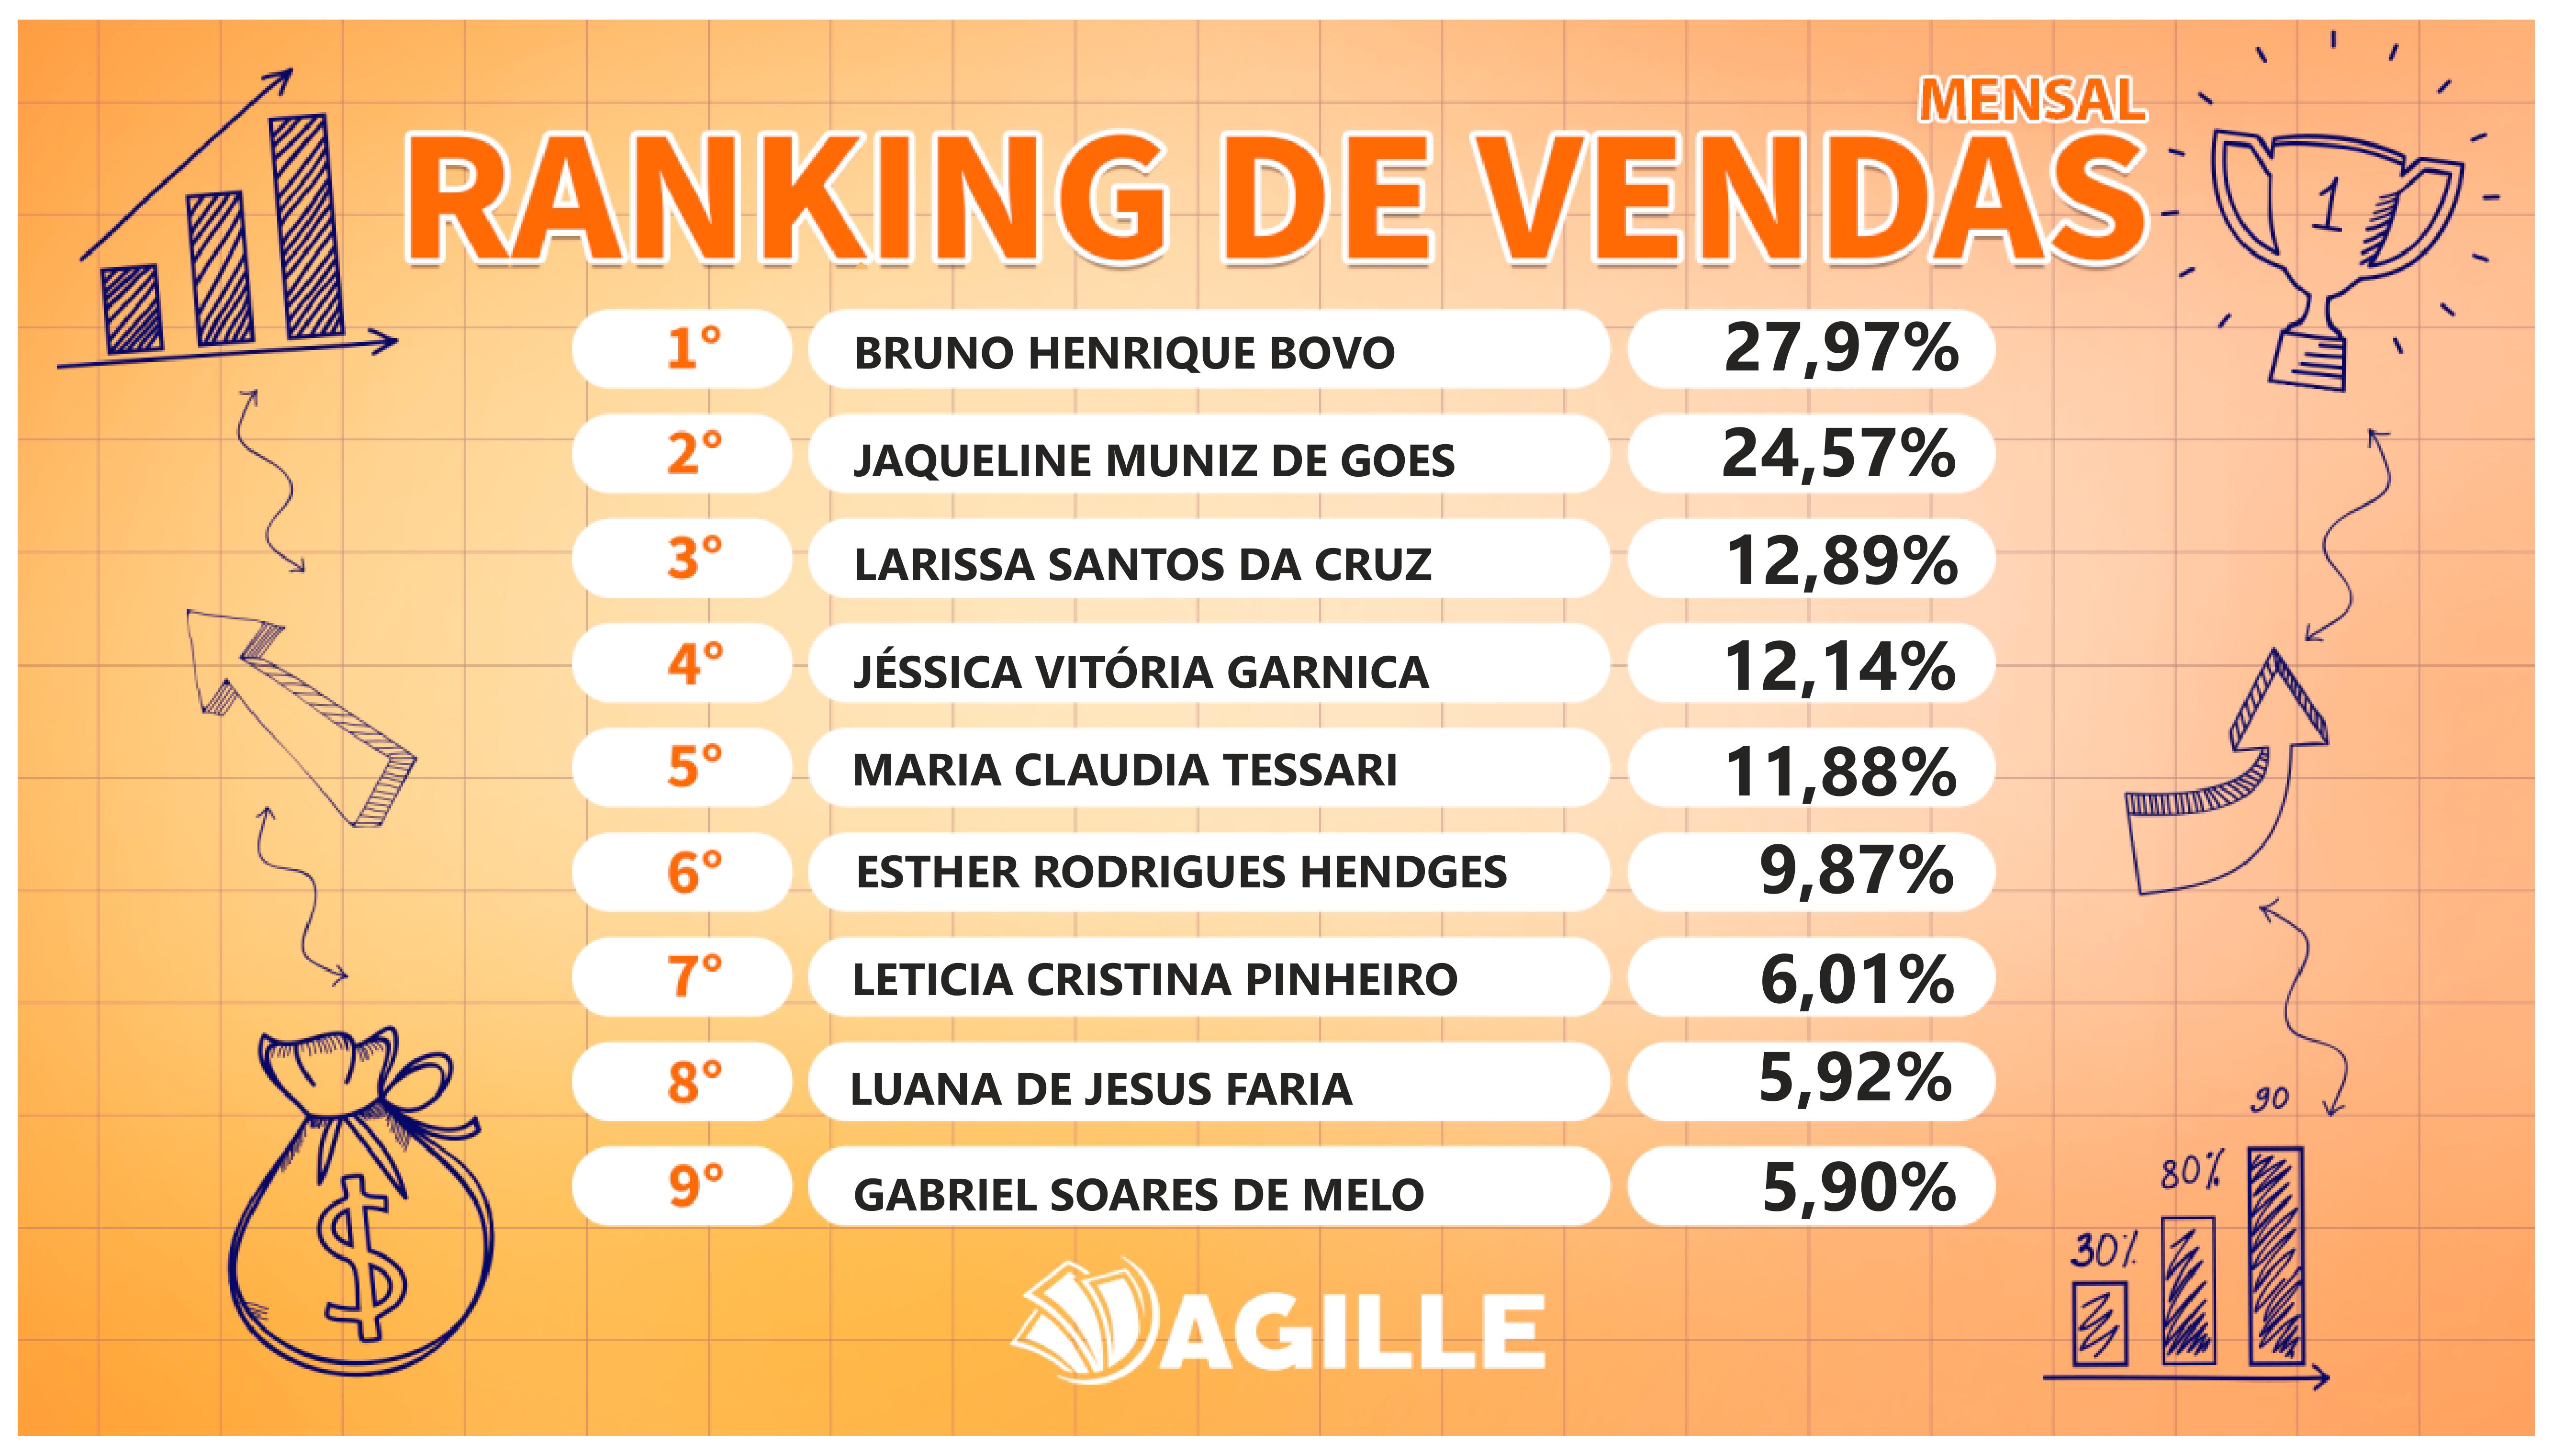 MENSAL
RANKING DE VENDAS
1
1° BRUNO HENRIQUE BOVO 27,97%
2° JAQUELINE MUNIZ DE GOES 24,57%
3° LARISSA SANTOS DA CRUZ 12,89%
4° JÉSSICA VITÓRIA GARNICA 12,14%
5° MARIA CLAUDIA TESSARI 11,88%
6° ESTHER RODRIGUES HENDGES 9,87%
7° LETICIA CRISTINA PINHEIRO 6,01%
8° LUANA DE JESUS FARIA 5,92%
9° GABRIEL SOARES DE MELO 5,90%
$
30%
80%
90
AGILLE